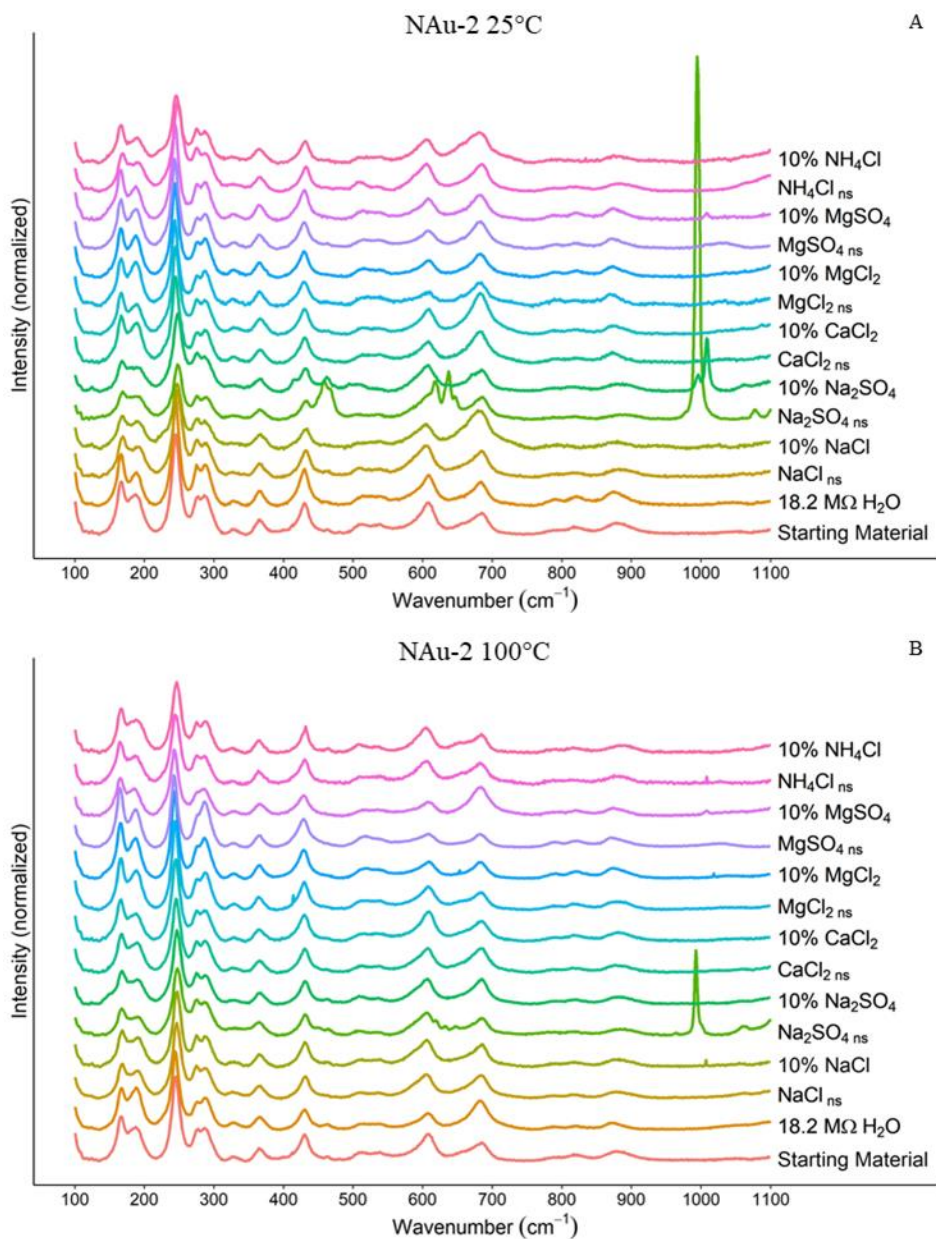 NAu-2 25°C
A
10% NH₄Cl
NH₄Cl ns
10% MgSO₄
MgSO₄ ns
10% MgCl₂
MgCl₂ ns
10% CaCl₂
CaCl₂ ns
10% Na₂SO₄
Na₂SO₄ ns
10% NaCl
NaCl ns
18.2 MΩ H₂O
Starting Material
Intensity (normalized)
100 200 300 400 500 600 700 800 900 1000 1100
Wavenumber (cm⁻¹)
NAu-2 100°C
B
10% NH₄Cl
NH₄Cl ns
10% MgSO₄
MgSO₄ ns
10% MgCl₂
MgCl₂ ns
10% CaCl₂
CaCl₂ ns
10% Na₂SO₄
Na₂SO₄ ns
10% NaCl
NaCl ns
18.2 MΩ H₂O
Starting Material
Intensity (normalized)
100 200 300 400 500 600 700 800 900 1000 1100
Wavenumber (cm⁻¹)